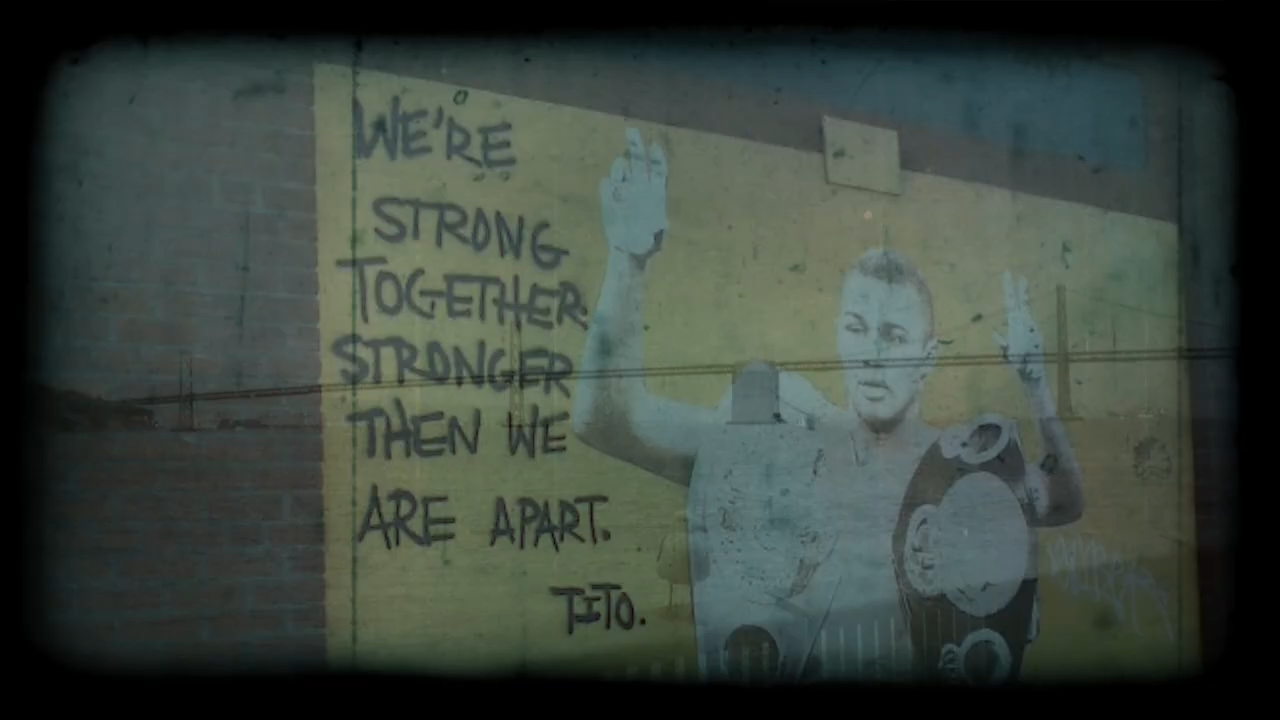 WE'RE
STRONG
TOGETHER.
STRONGER
THEN WE
ARE APART.
TITO.